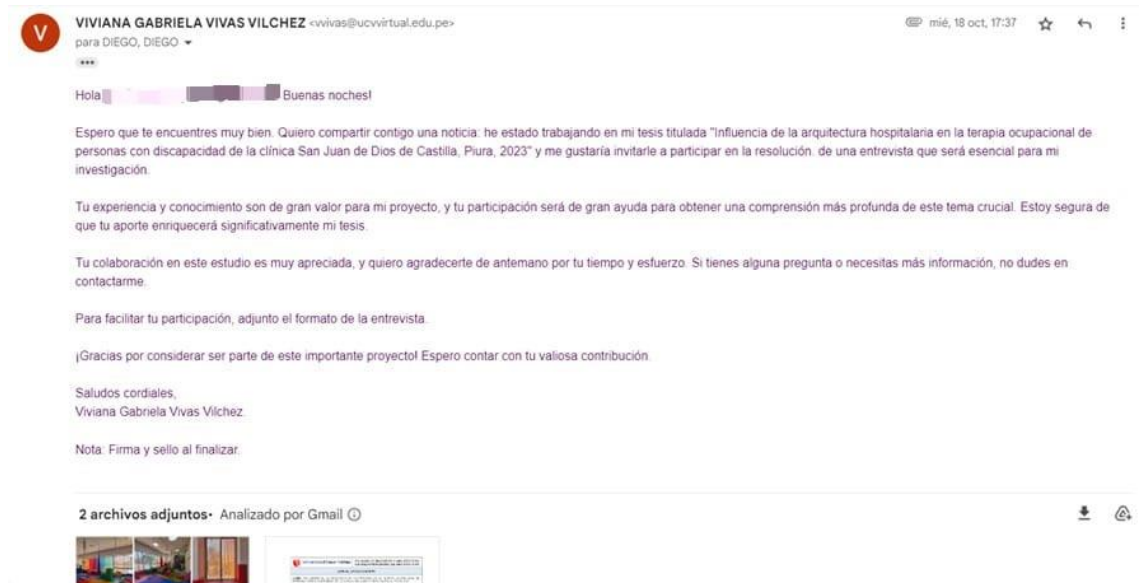 V
VIVIANA GABRIELA VIVAS VILCHEZ <vvivas@ucvvirtual.edu.pe>
mié, 18 oct, 17:37
para DIEGO, DIEGO
Hola Buenas noches!
Espero que te encuentres muy bien. Quiero compartir contigo una noticia: he estado trabajando en mi tesis titulada "Influencia de la arquitectura hospitalaria en la terapia ocupacional de
personas con discapacidad de la clínica San Juan de Dios de Castilla, Piura, 2023" y me gustaría invitarle a participar en la resolución. de una entrevista que será esencial para mi
investigación.
Tu experiencia y conocimiento son de gran valor para mi proyecto, y tu participación será de gran ayuda para obtener una comprensión más profunda de este tema crucial. Estoy segura de
que tu aporte enriquecerá significativamente mi tesis.
Tu colaboración en este estudio es muy apreciada, y quiero agradecerte de antemano por tu tiempo y esfuerzo. Si tienes alguna pregunta o necesitas más información, no dudes en
contactarme.
Para facilitar tu participación, adjunto el formato de la entrevista.
¡Gracias por considerar ser parte de este importante proyecto! Espero contar con tu valiosa contribución.
Saludos cordiales,
Viviana Gabriela Vivas Vilchez.
Nota: Firma y sello al finalizar.
2 archivos adjuntos• Analizado por Gmail